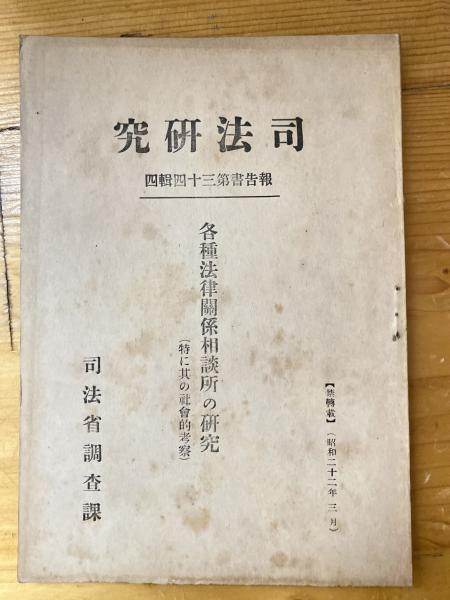 司法研究
報告書第三十四輯四
各種法律關係相談所の研究
(特に其の社會的考察)
【禁轉載】(昭和二十二年三月)
司法省調査課